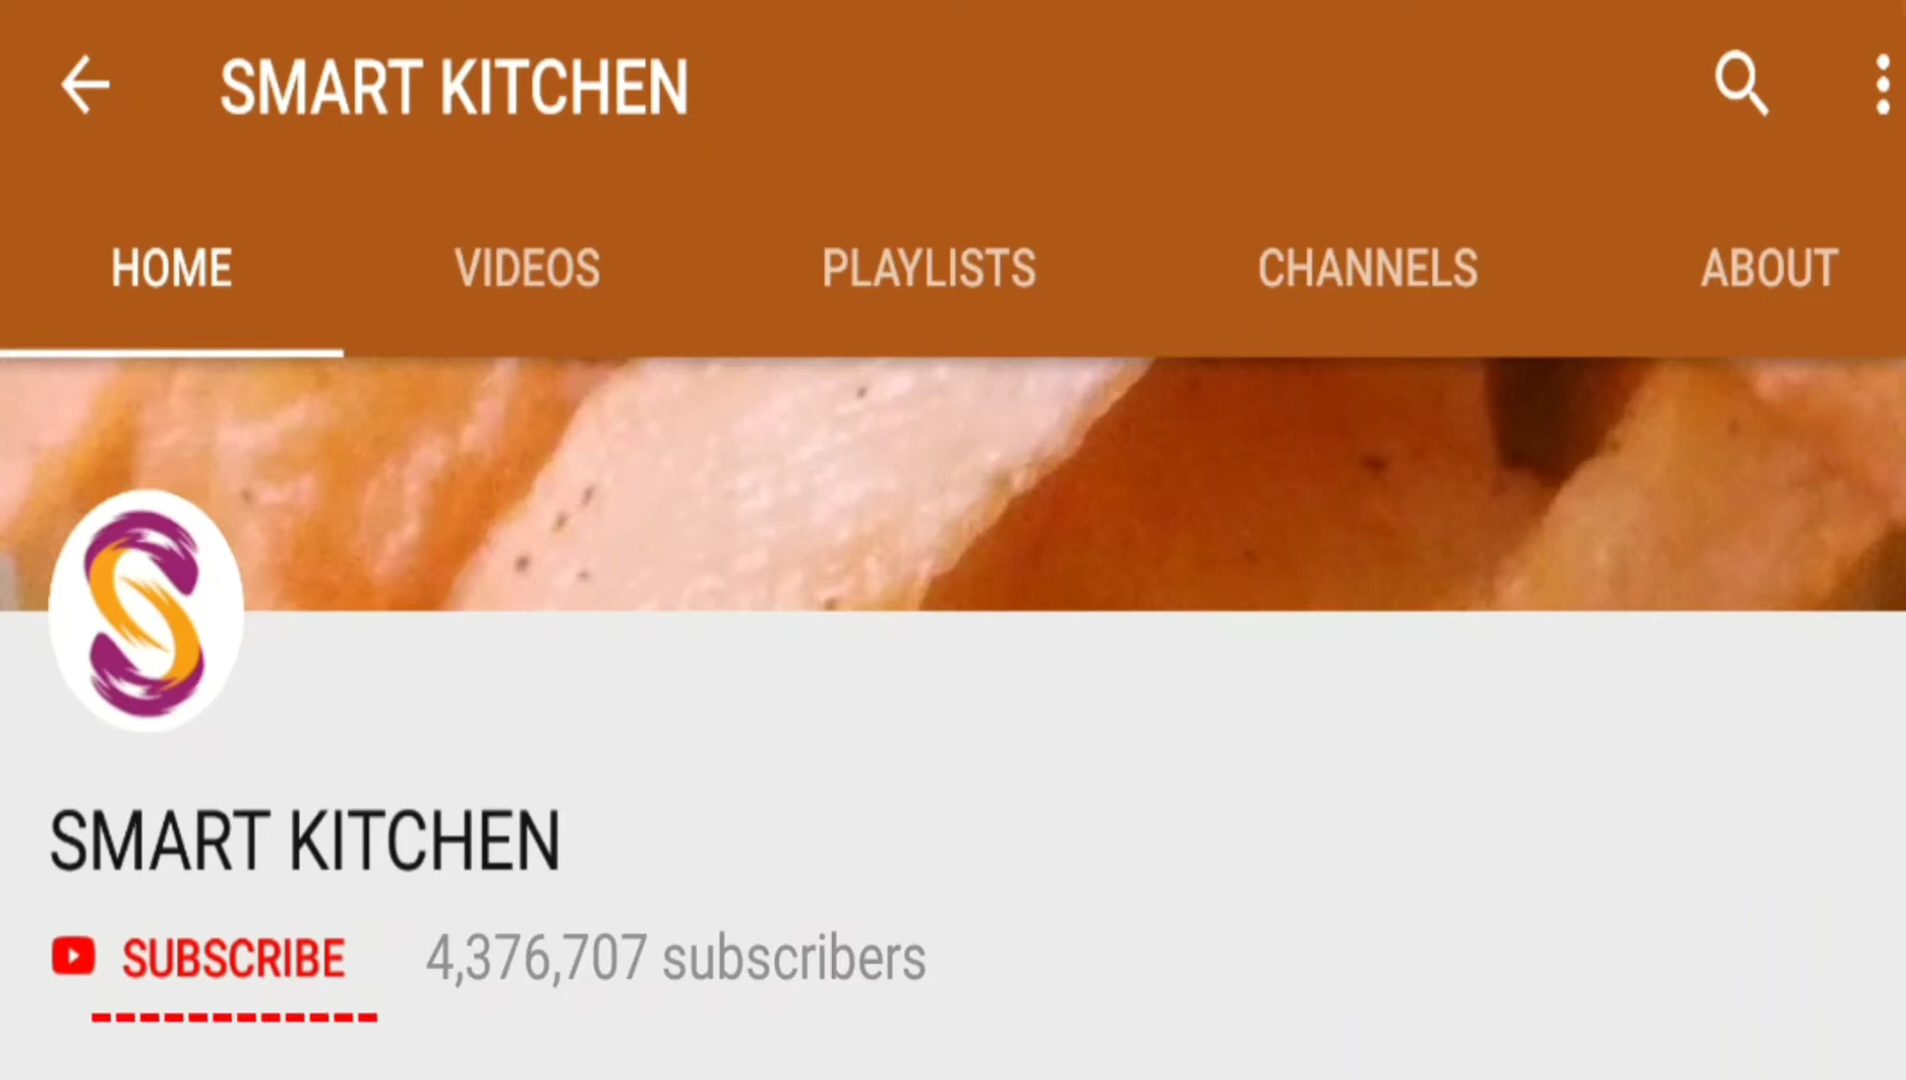 SMART KITCHEN
HOME VIDEOS PLAYLISTS CHANNELS ABOUT
SMART KITCHEN
SUBSCRIBE 4,376,707 subscribers